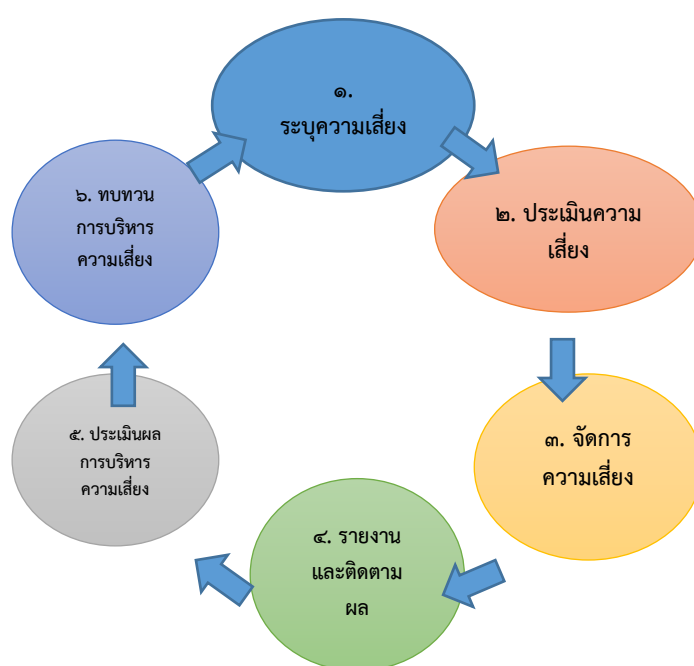 ๑.
ระบุความเสี่ยง
๒. ประเมินความ
เสี่ยง
๓. จัดการ
ความเสี่ยง
๔. รายงาน
และติดตาม
ผล
๕. ประเมินผล
การบริหาร
ความเสี่ยง
๖. ทบทวน
การบริหาร
ความเสี่ยง